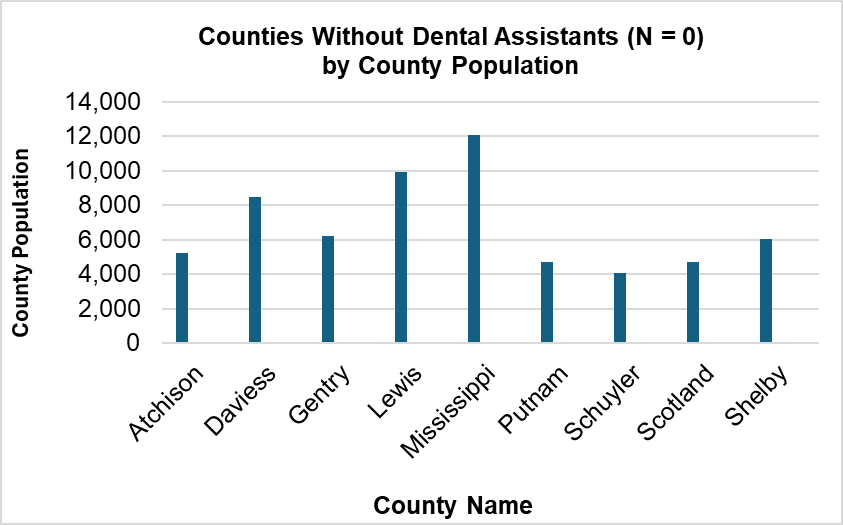 Counties Without Dental Assistants (N = 0)
by County Population
County Population
14,000
12,000
10,000
8,000
6,000
4,000
2,000
0
Atchison
Daviess
Gentry
Lewis
Mississippi
Putnam
Schuyler
Scotland
Shelby
County Name